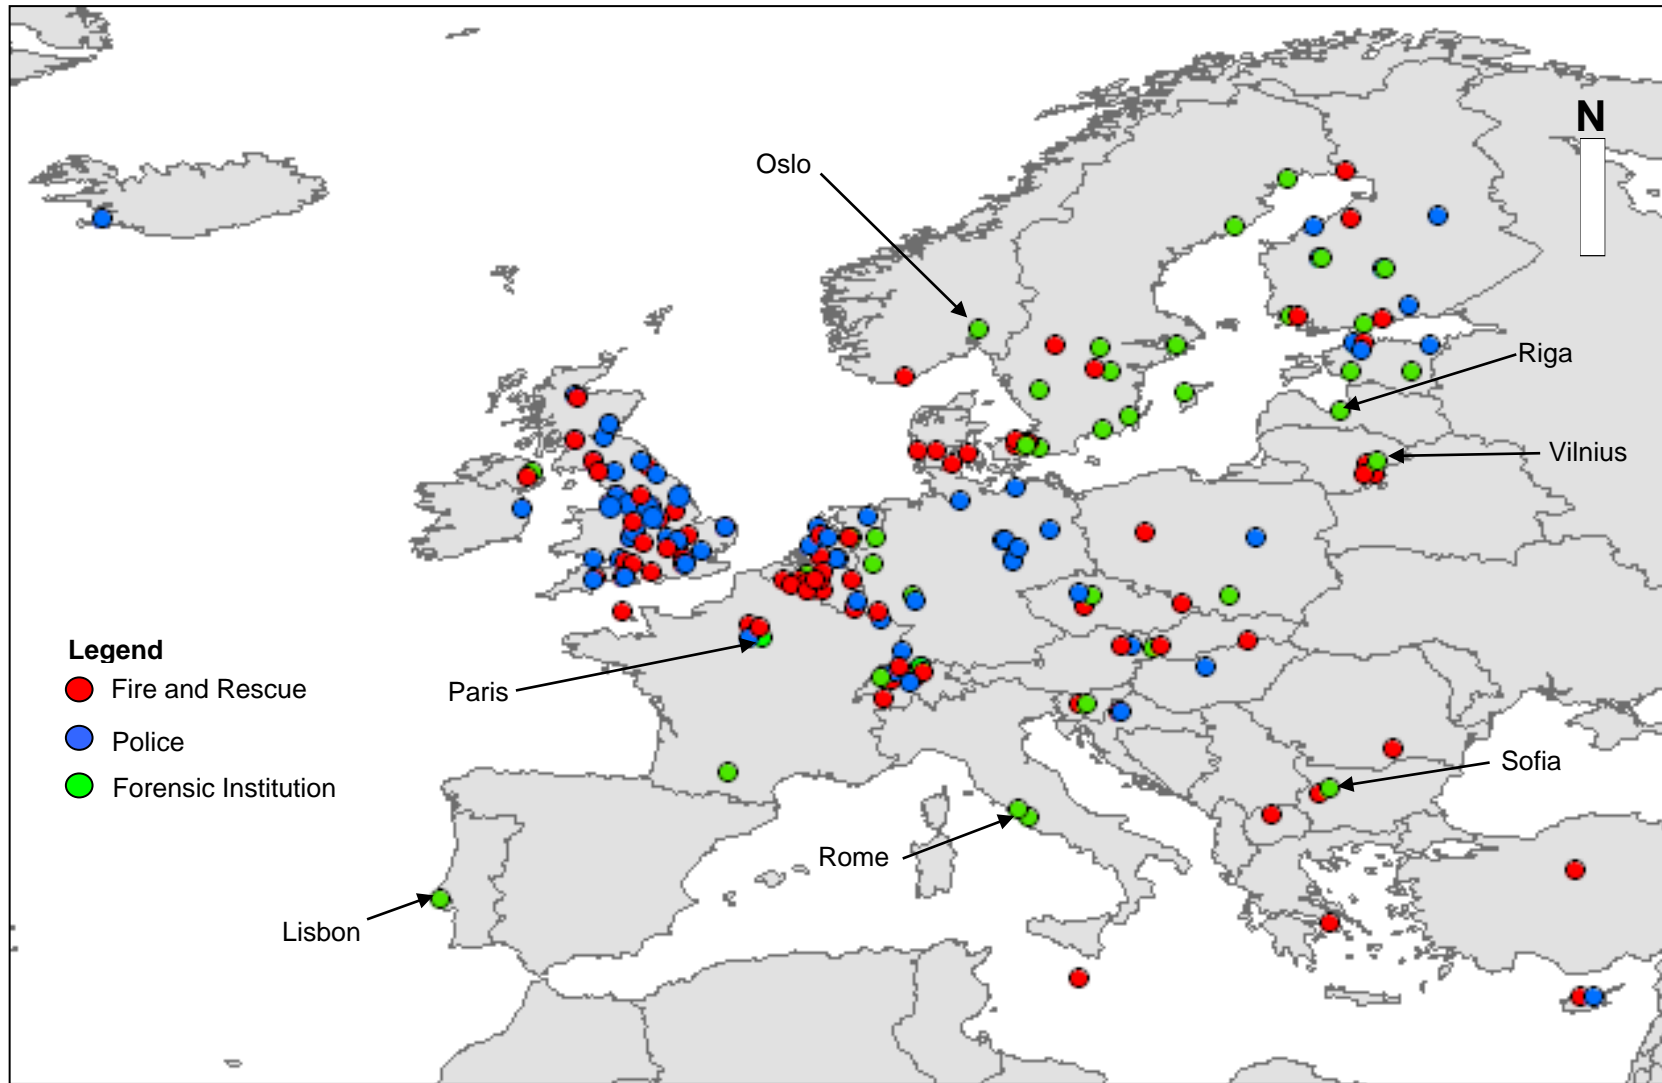 N
Oslo
Riga
Vilnius
Legend
Fire and Rescue
Paris
Police
Sofia
Forensic Institution
Rome
Lisbon